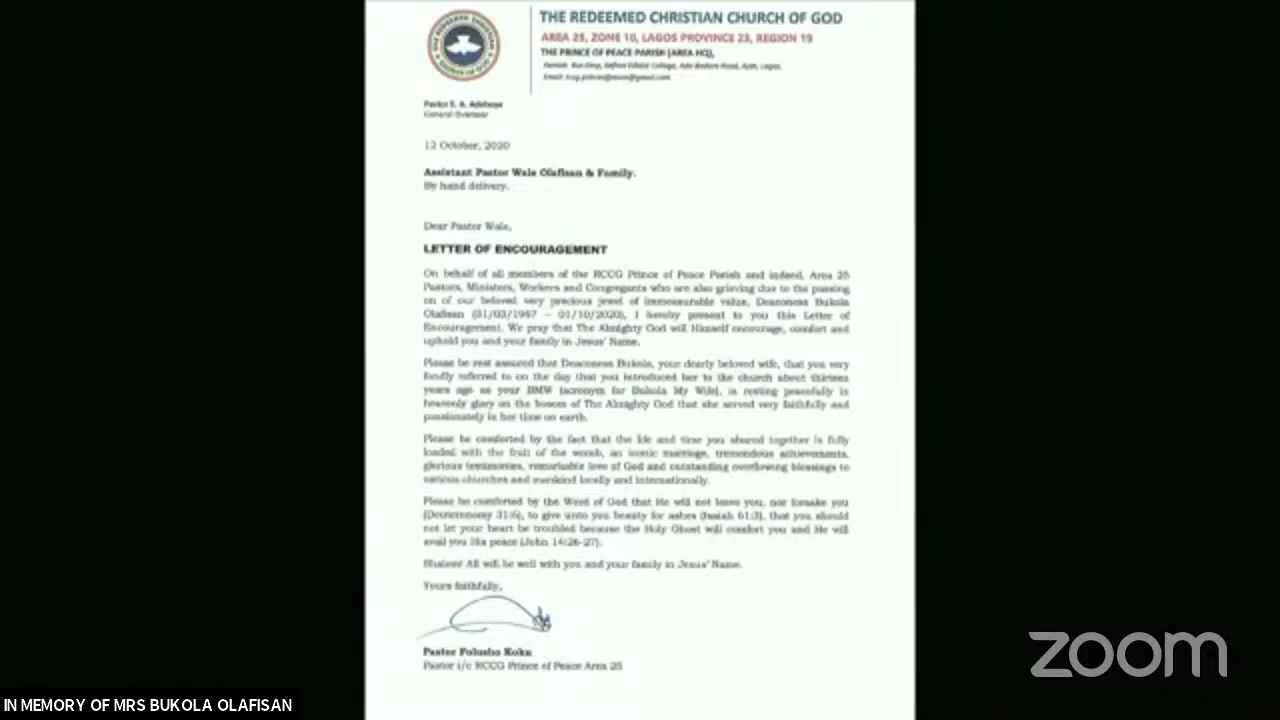 THE REDEEMED CHRISTIAN CHURCH OF GOD
THE REDEEMED CHRISTIAN CHURCH OF GOD
AREA 25, ZONE 10, LAGOS PROVINCE 23, REGION 19
THE PRINCE OF PEACE PARISH (AREA HQ),
Pastor E. A. Adeboye
General Overseer
12 October, 2020
Assistant Pastor Wale Olafisan & Family.
By hand delivery.
Dear Pastor Wale,
LETTER OF ENCOURAGEMENT
On behalf of all members of the RCCG Prince of Peace Parish and indeed, Area 25
Pastors, Ministers, Workers and Congregants who are also grieving due to the passing
on of our beloved very precious jewel of immeasurable value, Deaconess Bukola
Olafisan (31/03/1967 – 01/10/2020), I hereby present to you this Letter of
Encouragement. We pray that The Almighty God will Himself encourage, comfort and
uphold you and your family in Jesus' Name.
Please be rest assured that Deaconess Bukola, your dearly beloved wife, that you very
fondly referred to on the day that you introduced her to the church about thirteen
years ago as your BMW (acronym for Bukola My Wife), is resting peacefully in
heavenly glory on the bosom of The Almighty God that she served very faithfully and
passionately in her time on earth.
Please be comforted by the fact that the life and time you shared together is fully
loaded with the fruit of the womb, an iconic marriage, tremendous achievements,
glorious testimonies, remarkable love of God and outstanding overflowing blessings to
various churches and mankind locally and internationally.
Please be comforted by the Word of God that He will not leave you, nor forsake you
(Deuteronomy 31:6), to give unto you beauty for ashes (Isaiah 61:3), that you should
not let your heart be troubled because the Holy Ghost will comfort you and He will
avail you His peace (John 14:26-27).
Shalom! All will be well with you and your family in Jesus' Name.
Yours faithfully,
Pastor Folusho Koku
Pastor i/c RCCG Prince of Peace Area 25
zoom
IN MEMORY OF MRS BUKOLA OLAFISAN